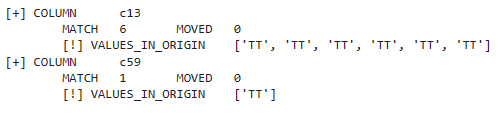 [+] COLUMN c13
MATCH 6 MOVED 0
[!] VALUES_IN_ORIGIN ['TT', 'TT', 'TT', 'TT', 'TT', 'TT']
[+] COLUMN c59
MATCH 1 MOVED 0
[!] VALUES_IN_ORIGIN ['TT']